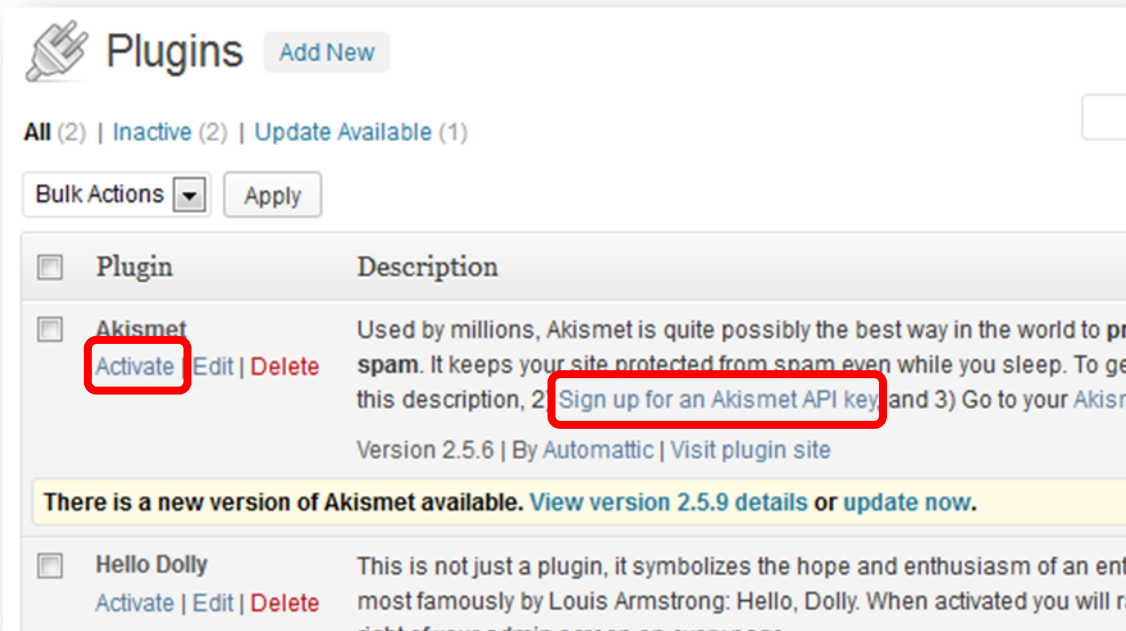 Plugins Add New
All (2) | Inactive (2) | Update Available (1)
Bulk Actions Apply
Plugin Description
Akismet Used by millions, Akismet is quite possibly the best way in the world to
Activate | Edit | Delete spam. It keeps your site protected from spam even while you sleep. To
this description, 2) Sign up for an Akismet API key, and 3) Go to your
Version 2.5.6 | By Automattic | Visit plugin site
There is a new version of Akismet available. View version 2.5.9 details or update now.
Hello Dolly This is not just a plugin, it symbolizes the hope and enthusiasm of an
Activate | Edit | Delete most famously by Louis Armstrong: Hello, Dolly. When activated you will